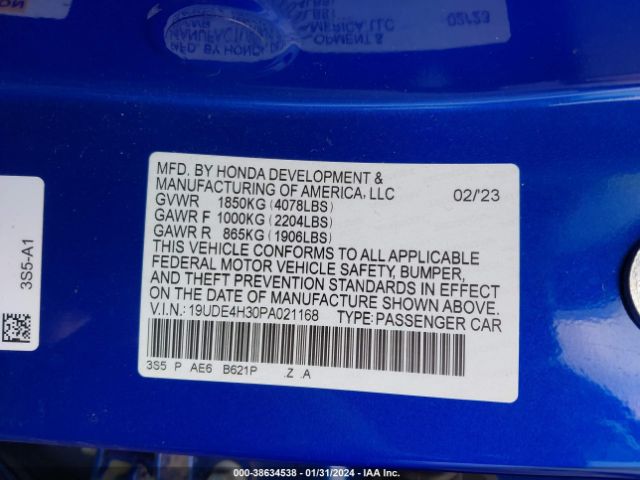 02/23
MFD. BY HONDA DEVELOPMENT &
MANUFACTURING OF AMERICA, LLC 02/23
GVWR 1850KG (4078LBS)
GAWR F 1000KG (2204LBS)
GAWR R 865KG (1906LBS)
THIS VEHICLE CONFORMS TO ALL APPLICABLE
FEDERAL MOTOR VEHICLE SAFETY, BUMPER,
AND THEFT PREVENTION STANDARDS IN EFFECT
ON THE DATE OF MANUFACTURE SHOWN ABOVE.
V.I.N.: 19UDE4H30PA021168 TYPE: PASSENGER CAR
3S5 P AE6 B621P .Z .A
3S5-A1
000-38634538 - 01/31/2024 - IAA Inc.